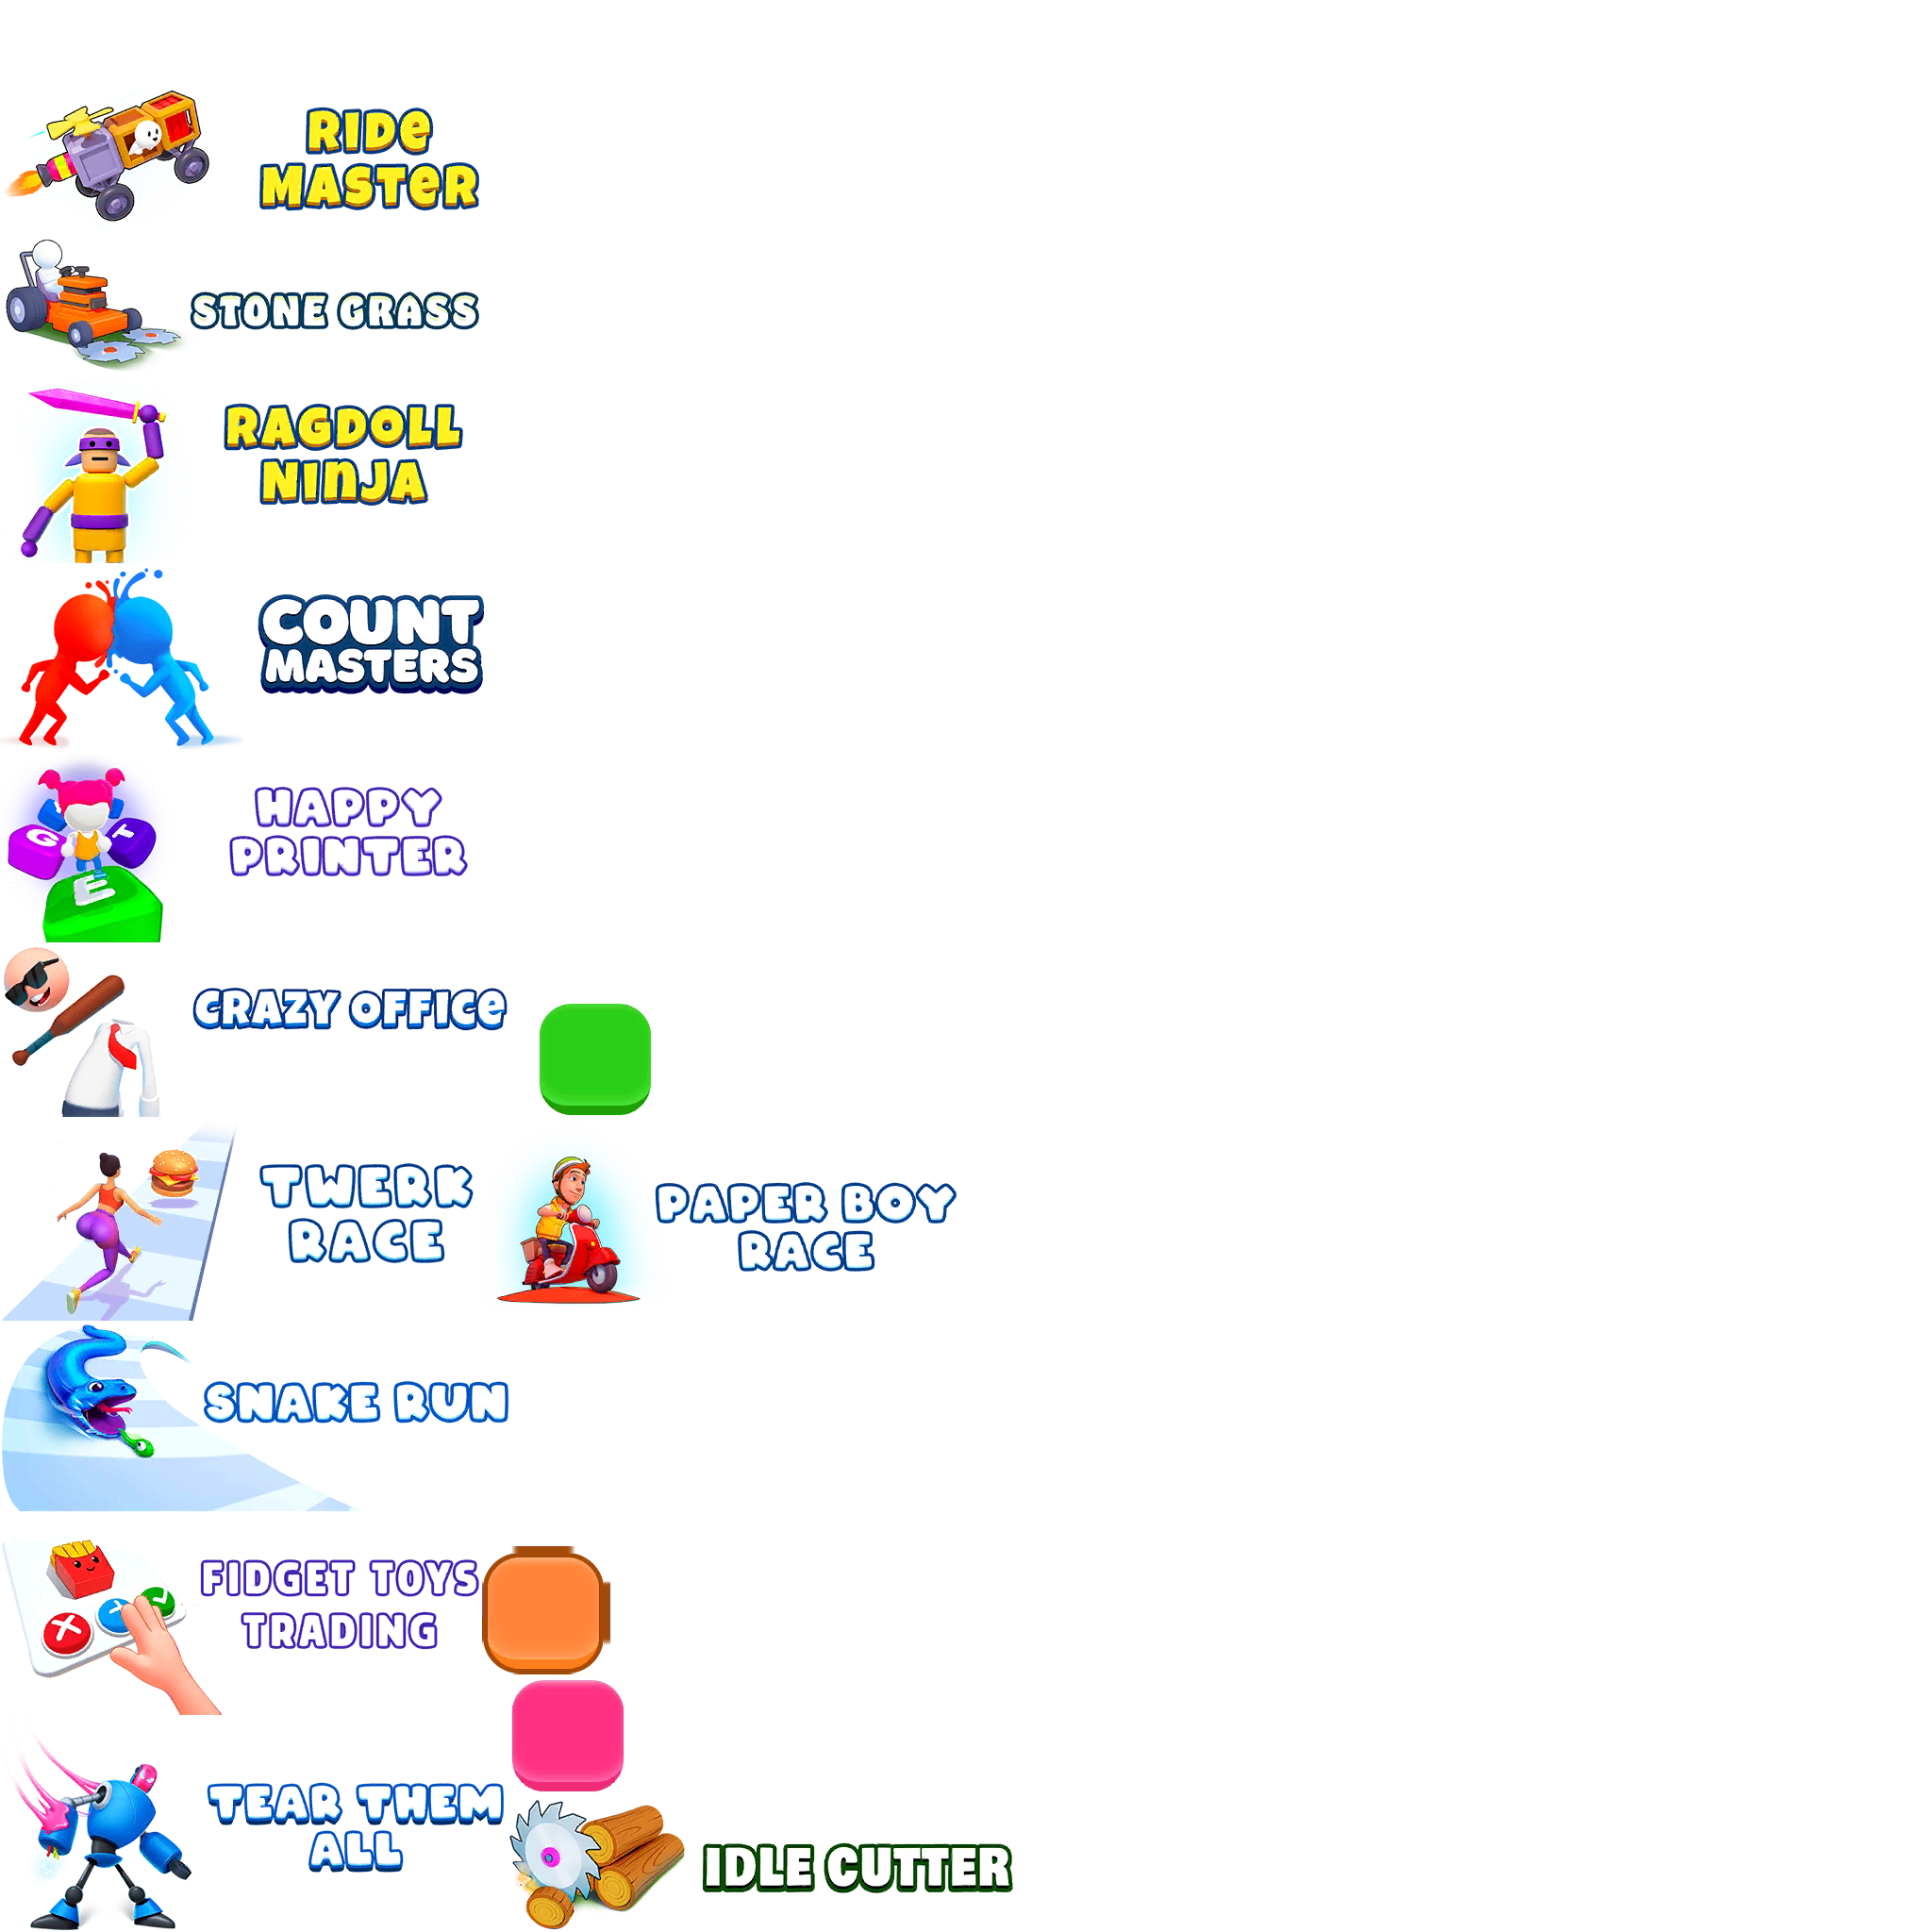 RIDE
MASTER
STONE GRASS
RAGDOLL
NINJA
COUNT
MASTERS
HAPPY
PRINTER
G
T
E
CRAZY OFFICE
TWERK
RACE
PAPER BOY
RACE
SNAKE RUN
FIDGET TOYS
TRADING
TEAR THEM
ALL
IDLE CUTTER